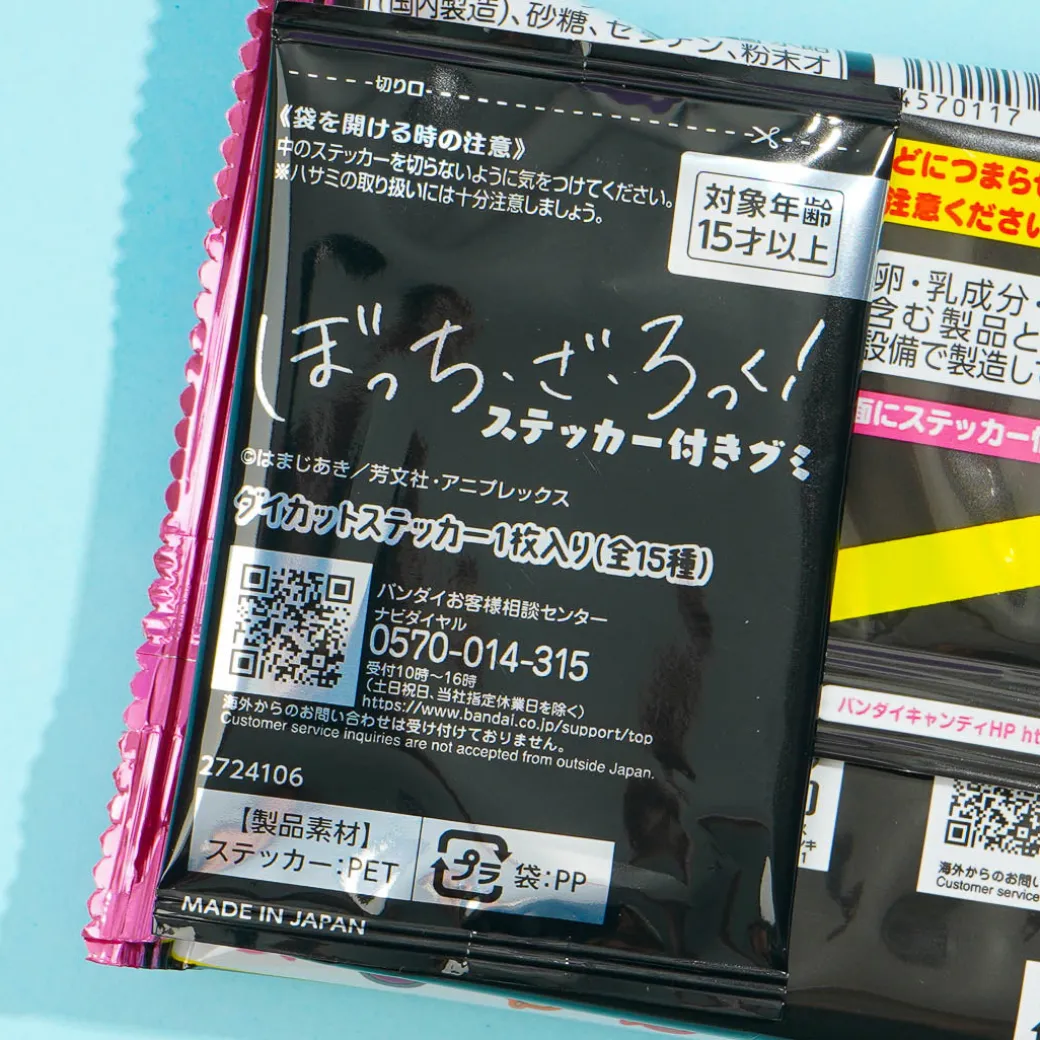 (国内製造)、砂糖、ゼラチン、粉末オ
4570117
切り口
《袋を開ける時の注意》
中のステッカーを切らないように気をつけてください。
※ハサミの取り扱いには十分注意しましょう。
対象年齢
15才以上
ぼっち・ざ・ろっく!
ステッカー付きグミ
©はまじあき/芳文社・アニプレックス
ダイカットステッカー1枚入り(全15種)
バンダイお客様相談センター
ナビダイヤル
0570-014-315
受付10時~16時
(土日祝日、当社指定休業日を除く)
https://www.bandai.co.jp/support/top
海外からのお問い合わせは受け付けておりません。
Customer service inquiries are not accepted from outside Japan.
2724106
【製品素材】
ステッカー:PET
プラ
袋:PP
MADE IN JAPAN
どにつまらせ
注意ください
卵・乳成分・
含む製品と
設備で製造して
面にステッカー付
バンダイキャンディHP ht
海外からのお問い
Customer service